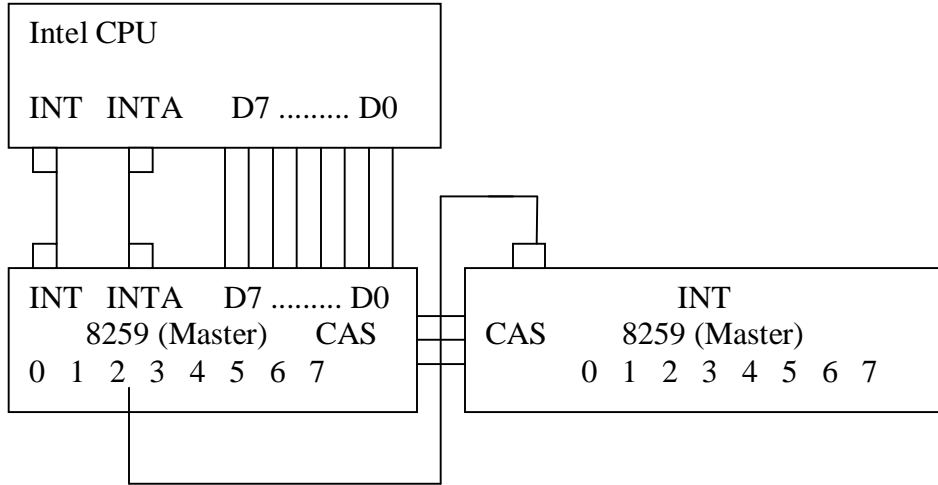 Intel CPU
INT INTA D7 ......... D0
INT INTA D7 ......... D0
8259 (Master) CAS
0 1 2 3 4 5 6 7
INT
CAS 8259 (Master)
0 1 2 3 4 5 6 7